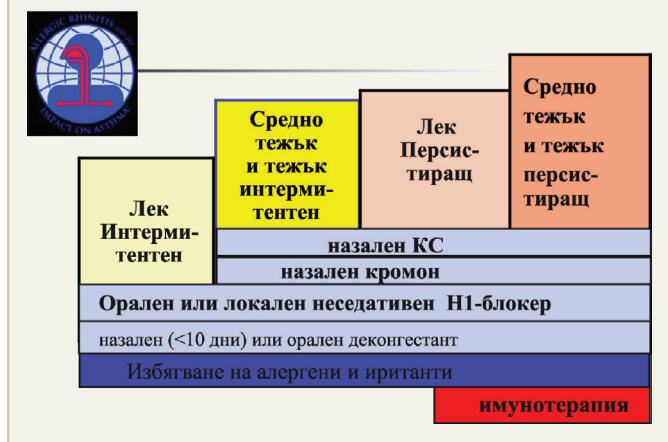 ALLERGIC RHINITIS
IMPACT ON ASTHMA
Лек
Интерми-
тентен
Средно
тежък
и тежък
интерми-
тентен
Лек
Персис-
тиращ
Средно
тежък
и тежък
персис-
тиращ
назален КС
назален кромон
Орален или локален неседативен H1-блокер
назален (<10 дни) или орален деконгестант
Избягване на алергени и иританти
имунотерапия